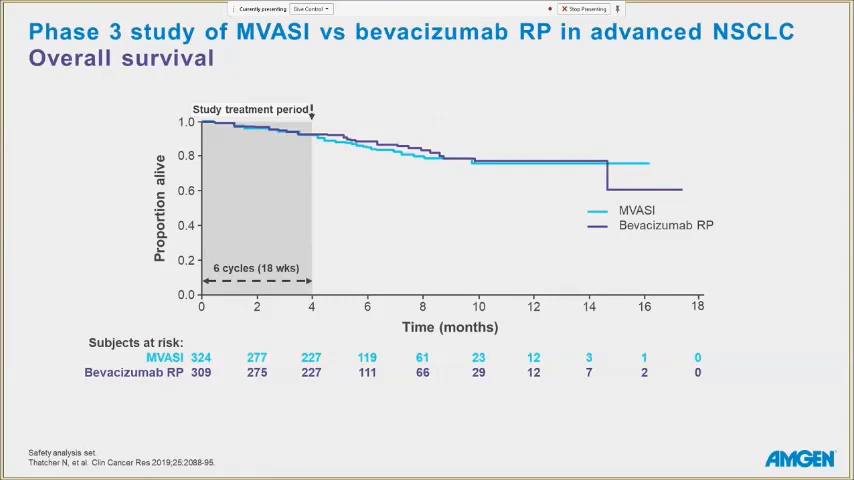 Currently presenting
Give Control
Stop Presenting
Phase 3 study of MVASI vs bevacizumab RP in advanced NSCLC
Overall survival
Study treatment period
1.0
0.8
0.6
0.4
0.2
0.0
Proportion alive
6 cycles (18 wks)
MVASI
Bevacizumab RP
0 2 4 6 8 10 12 14 16 18
Time (months)
Subjects at risk:
MVASI 324 277 227 119 61 23 12 3 1 0
Bevacizumab RP 309 275 227 111 66 29 12 7 2 0
Safety analysis set.
Thatcher N, et al. Clin Cancer Res 2019;25:2088-95.
AMGEN